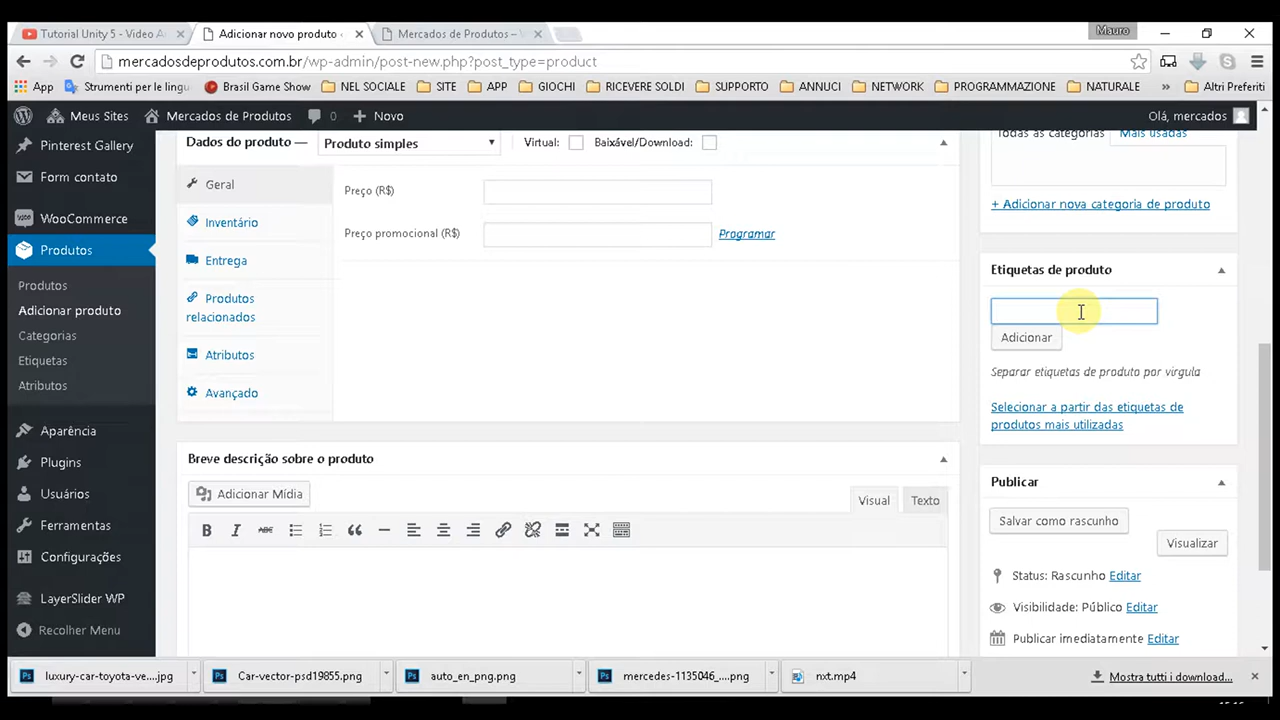 Tutorial Unity 5 - Video A
Adicionar novo produto
Mercados de Produtos –
Mauro
mercadosdeprodutos.com.br/wp-admin/post-new.php?post_type=product
App
Strumenti per le lingu
Brasil Game Show
NEL SOCIALE
SITE
APP
GIOCHI
RICEVERE SOLDI
SUPPORTO
ANNUCI
NETWORK
PROGRAMMAZIONE
NATURALE
»
Altri Preferiti
Meus Sites
Mercados de Produtos
0
Novo
Olá, mercados
Pinterest Gallery
Form contato
WooCommerce
Produtos
Produtos
Adicionar produto
Categorias
Etiquetas
Atributos
Aparência
Plugins
Usuários
Ferramentas
Configurações
LayerSlider WP
Recolher Menu
Dados do produto —
Produto simples
Virtual:
Baixável/Download:
Geral
Inventário
Entrega
Produtos
relacionados
Atributos
Avançado
Preço (R$)
Preço promocional (R$)
Programar
Breve descrição sobre o produto
Adicionar Mídia
Visual
Texto
B
I
ABC
Todas as categorias
Mais usadas
+ Adicionar nova categoria de produto
Etiquetas de produto
Adicionar
Separar etiquetas de produto por vírgula
Selecionar a partir das etiquetas de
produtos mais utilizadas
Publicar
Salvar como rascunho
Visualizar
Status: Rascunho Editar
Visibilidade: Público Editar
Publicar imediatamente Editar
luxury-car-toyota-ve....jpg
Car-vector-psd19855.png
auto_en_png.png
mercedes-1135046_....png
nxt.mp4
Mostra tutti i download...